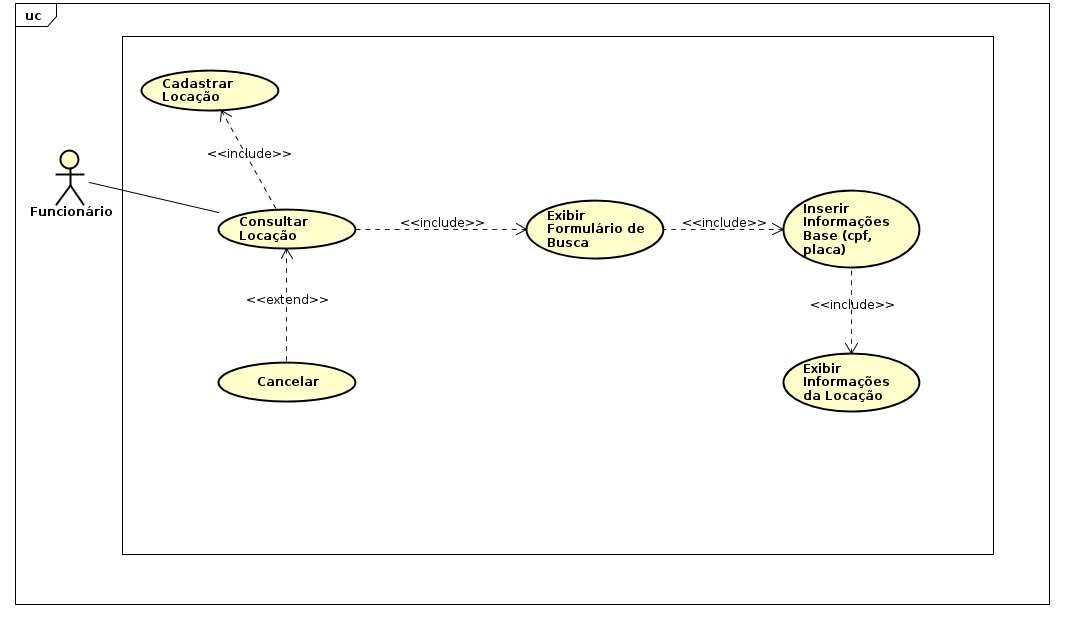 uc
Cadastrar
Locação
<<include>>
Funcionário
Consultar
Locação
<<include>>
Exibir
Formulário de
Busca
<<include>>
Inserir
Informações
Base (cpf,
placa)
<<extend>>
<<include>>
Cancelar
Exibir
Informações
da Locação